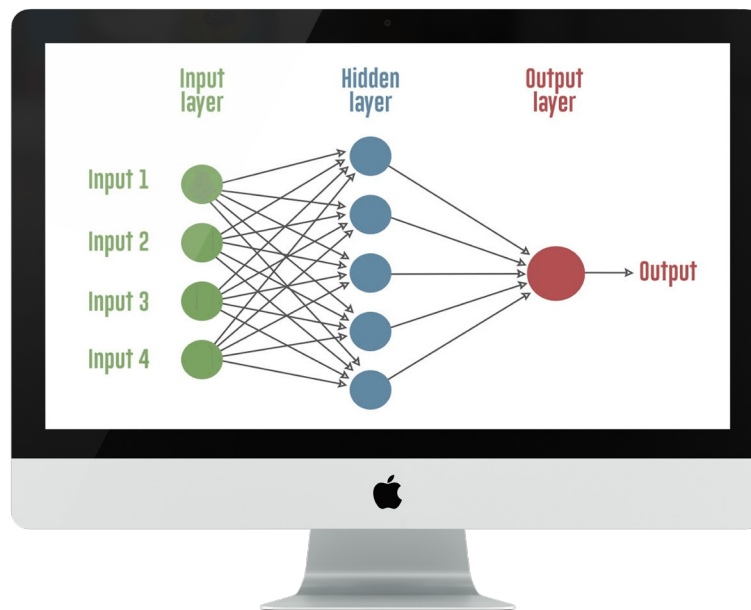 Input
layer
Hidden
layer
Output
layer
Input 1
Input 2
Input 3
Input 4
Output